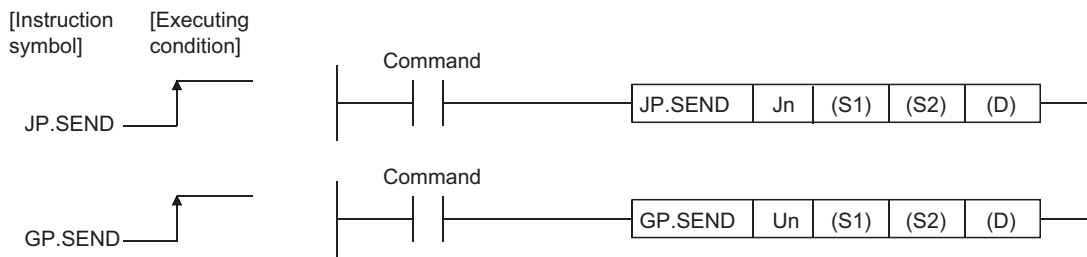 [Instruction symbol]
[Executing condition]
Command
JP.SEND
JP.SEND Jn (S1) (S2) (D)
Command
GP.SEND
GP.SEND Un (S1) (S2) (D)